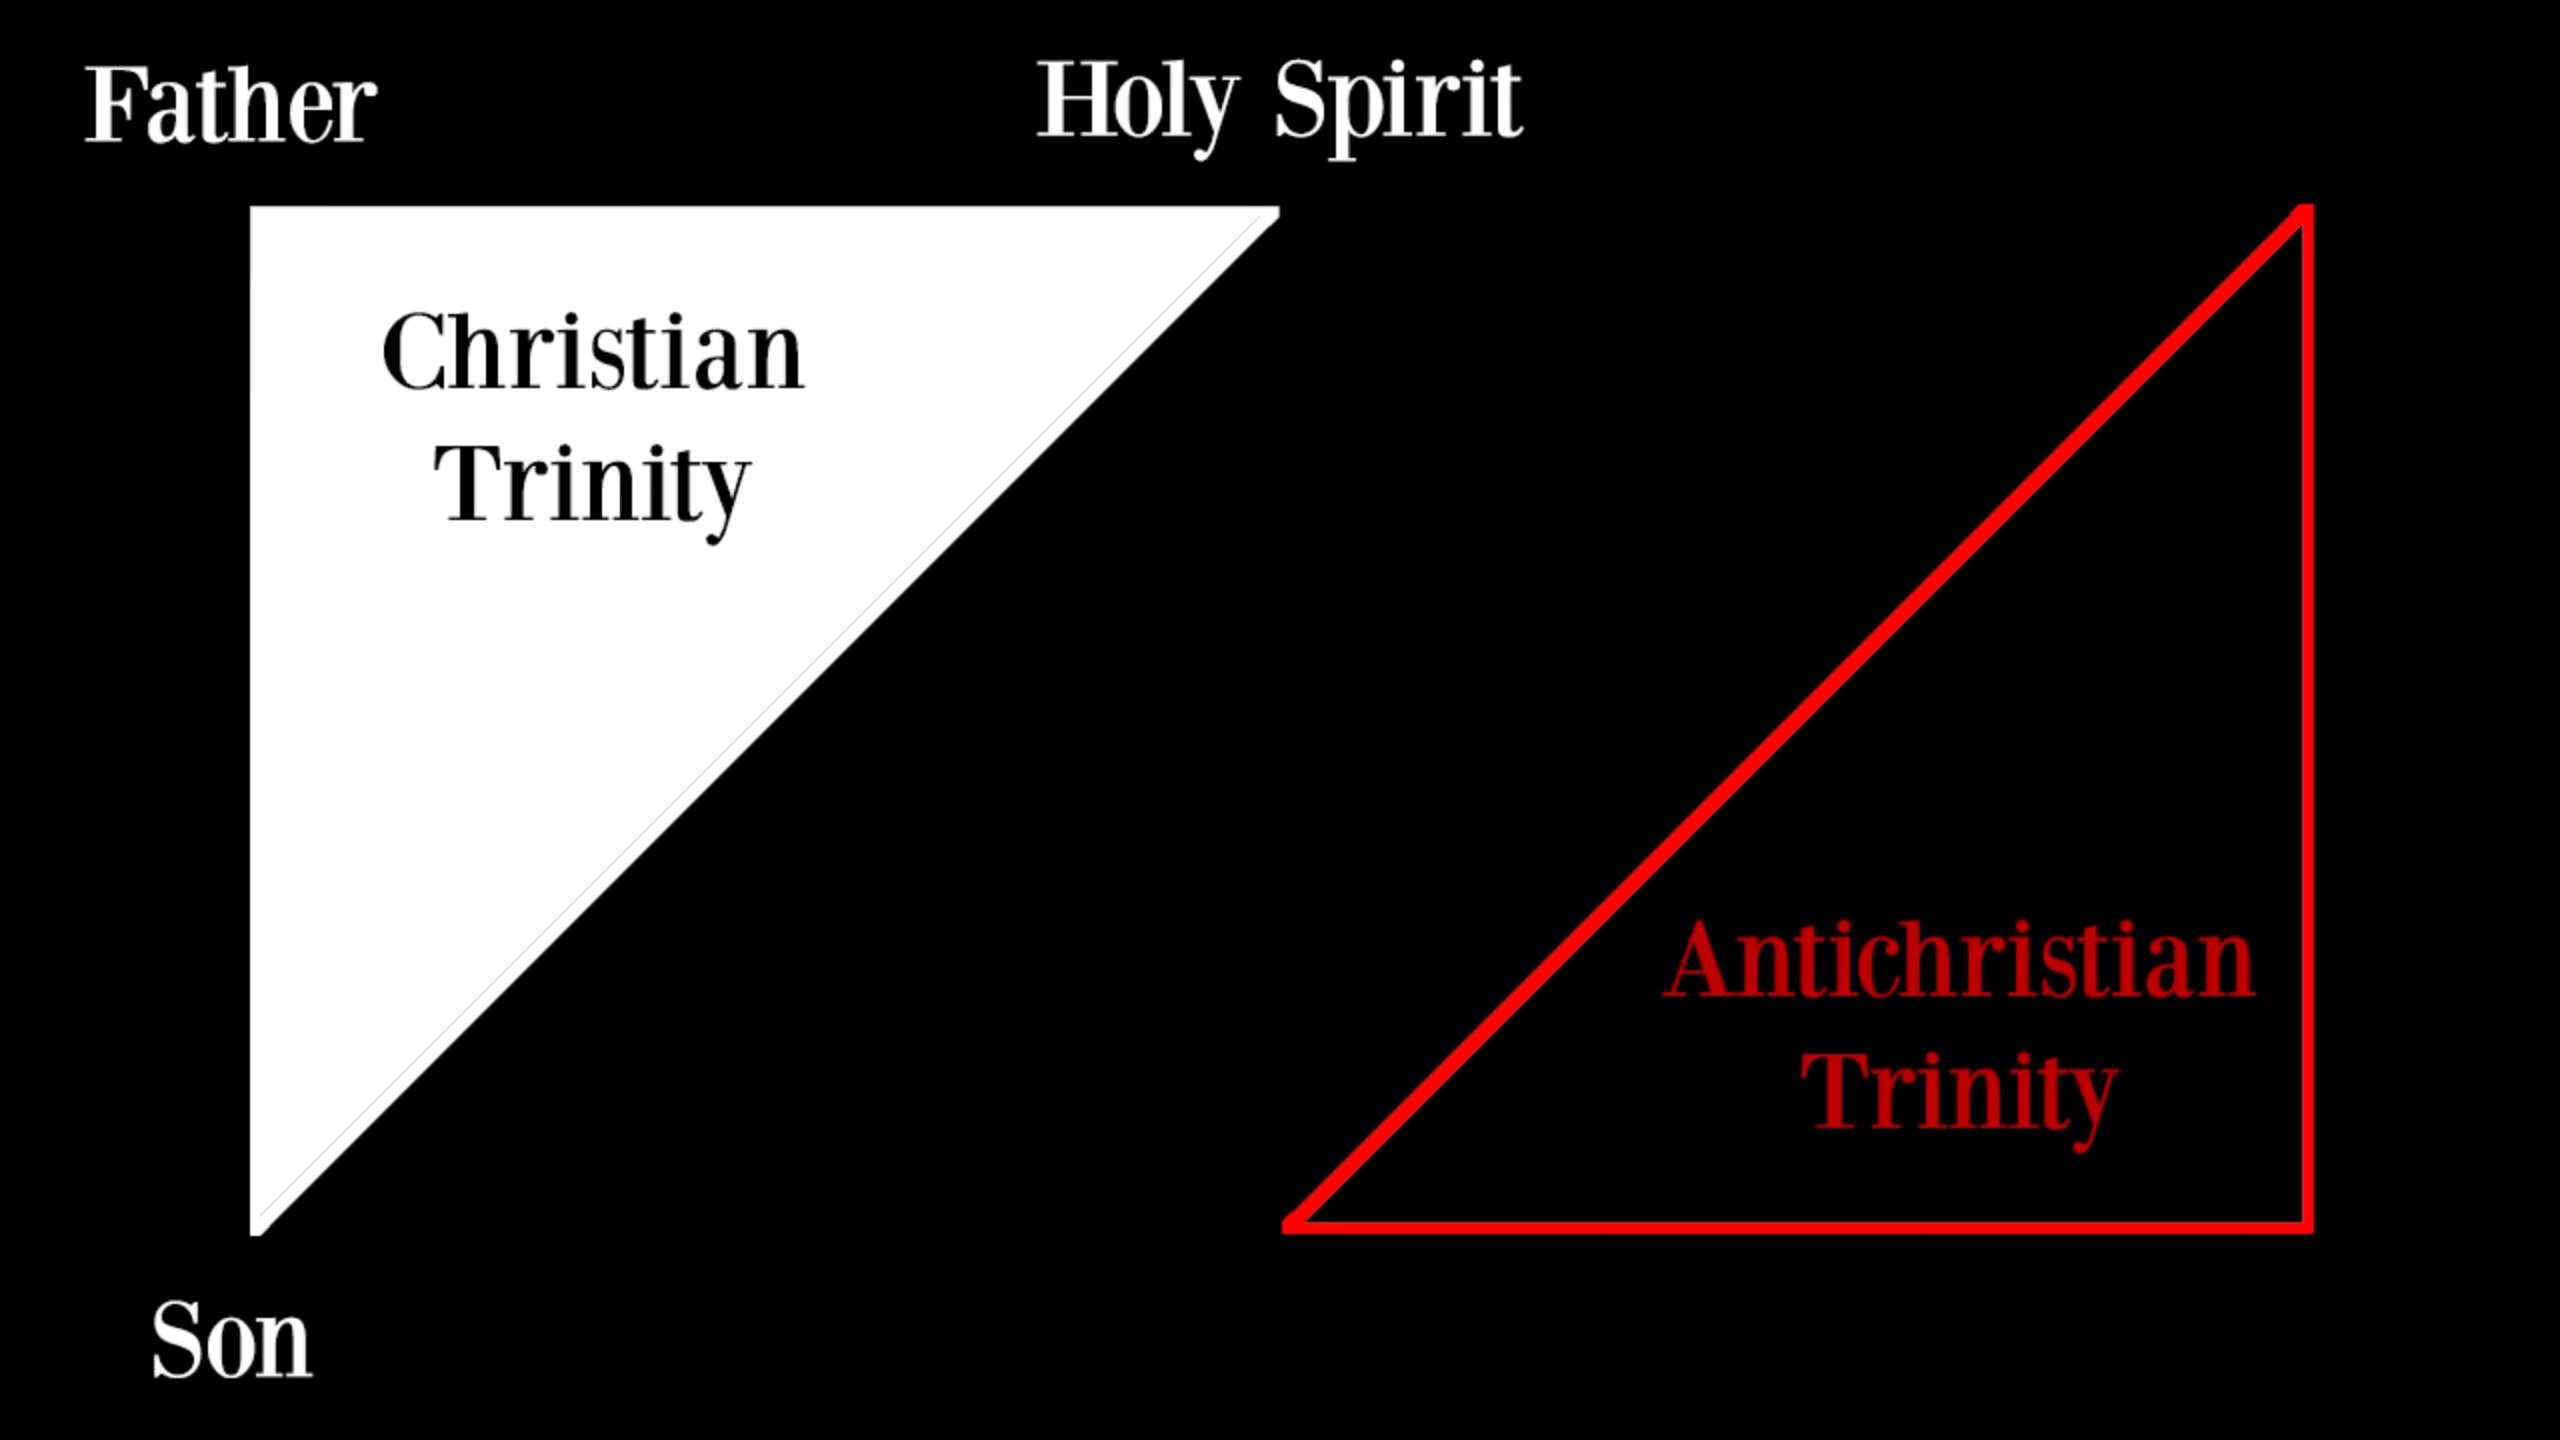 Father
Holy Spirit
Christian
Trinity
Antichristian
Trinity
Son